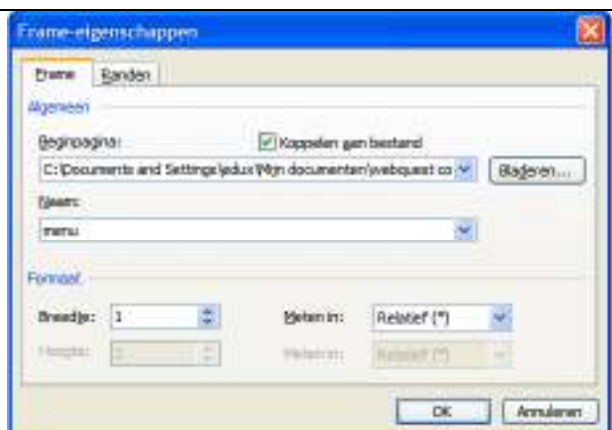 Frame-eigenschappen
Frame Randen
Algemeen
Beginpagina: Koppelen aan bestand
C:\Documents and Settings\edux\Mijn documenten\webquest co Bladeren...
Naam:
menu
Formaat
Breedte: 1 Meten in: Relatief (*)
Hoogte: 1 Meten in: Relatief (*)
OK Annuleren